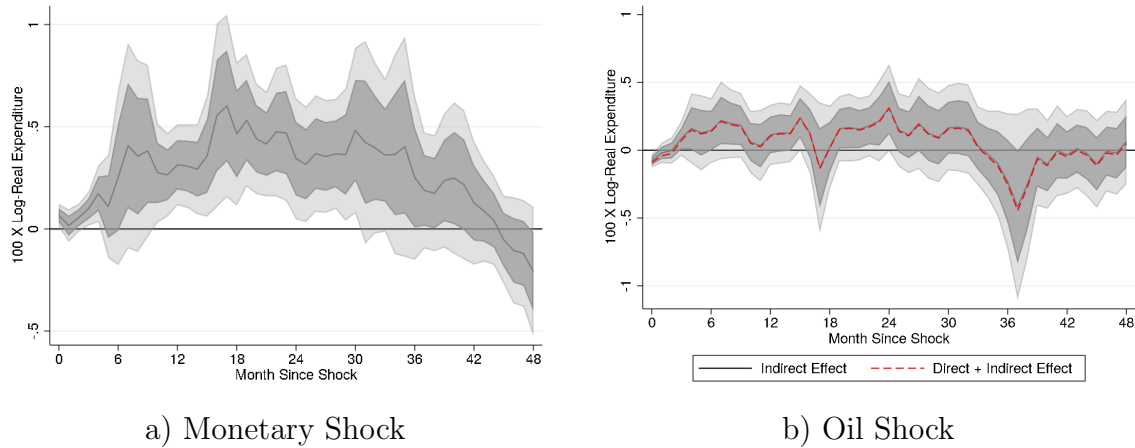 100 X Log-Real Expenditure
1
.5
0
-.5
0 6 12 18 24 30 36 42 48
Month Since Shock
a) Monetary Shock
100 X Log-Real Expenditure
1
.5
0
-.5
-1
0 6 12 18 24 30 36 42 48
Month Since Shock
Indirect Effect
Direct + Indirect Effect
b) Oil Shock